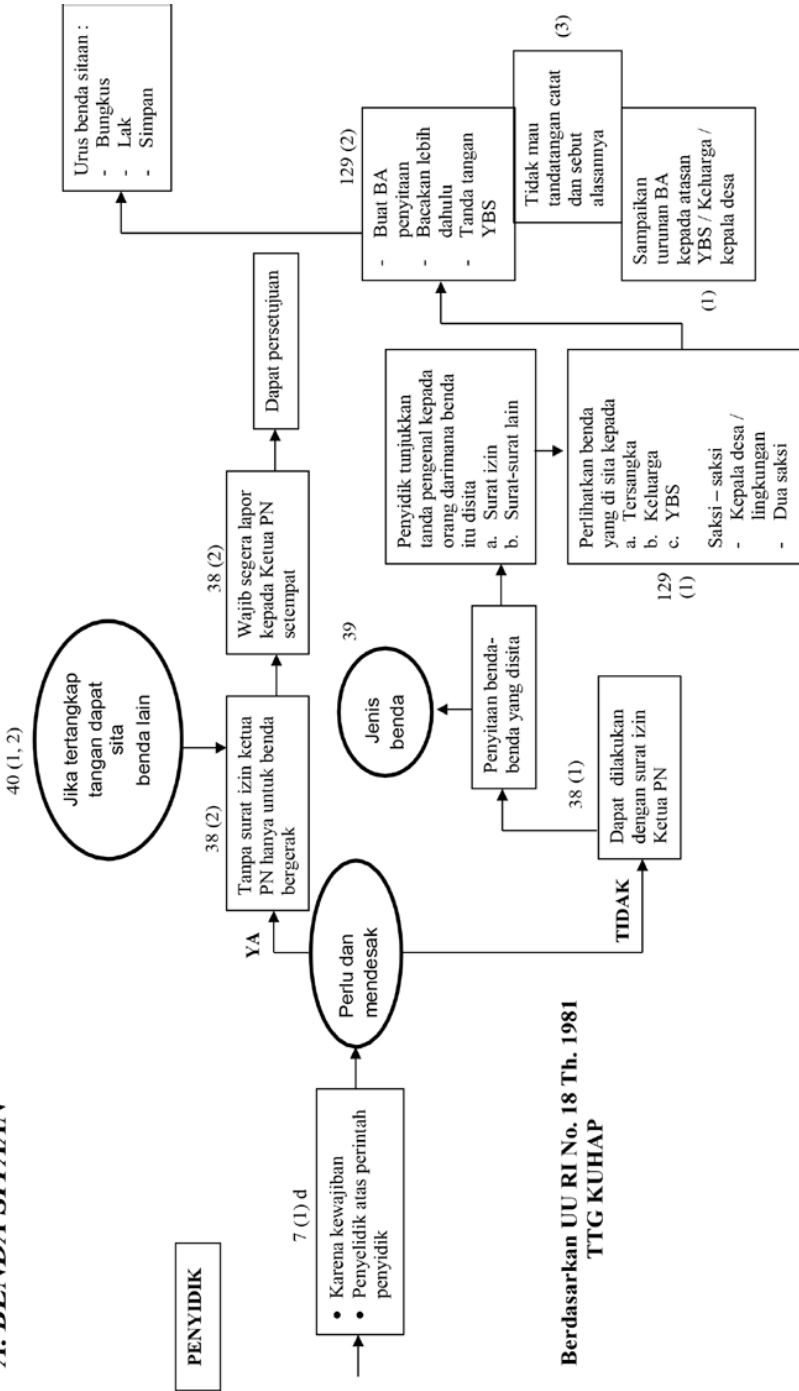 A. BENDA SITAAN
PENYIDIK
7 (1) d
• Karena kewajiban
• Penyelidik atas perintah
penyidik
Perlu dan
mendesak
YA
TIDAK
40 (1, 2)
Jika tertangkap
tangan dapat
sita
benda lain
38 (2)
Tanpa surat izin ketua
PN hanya untuk benda
bergerak
38 (2)
Wajib segera lapor
kepada Ketua PN
setempat
Dapat persetujuan
38 (1)
Dapat dilakukan
dengan surat izin
Ketua PN
Penyitaan benda-
benda yang disita
39
Jenis
benda
Penyidik tunjukkan
tanda pengenal kepada
orang darimana benda
itu disita
a. Surat izin
b. Surat-surat lain
Perlihatkan benda
yang di sita kepada
a. Tersangka
b. Keluarga
c. YBS
Saksi – saksi
- Kepala desa /
lingkungan
- Dua saksi
129
(1)
129 (2)
- Buat BA
penyitaan
- Bacakan lebih
dahulu
- Tanda tangan
YBS
Tidak mau
tandatangan catat
dan sebut
alasannya
(3)
Sampaikan
turunan BA
kepada atasan
YBS / Keluarga /
kepala desa
(1)
Urus benda sitaan :
- Bungkus
- Lak
- Simpan
Berdasarkan UU RI No. 18 Th. 1981
TTG KUHAP